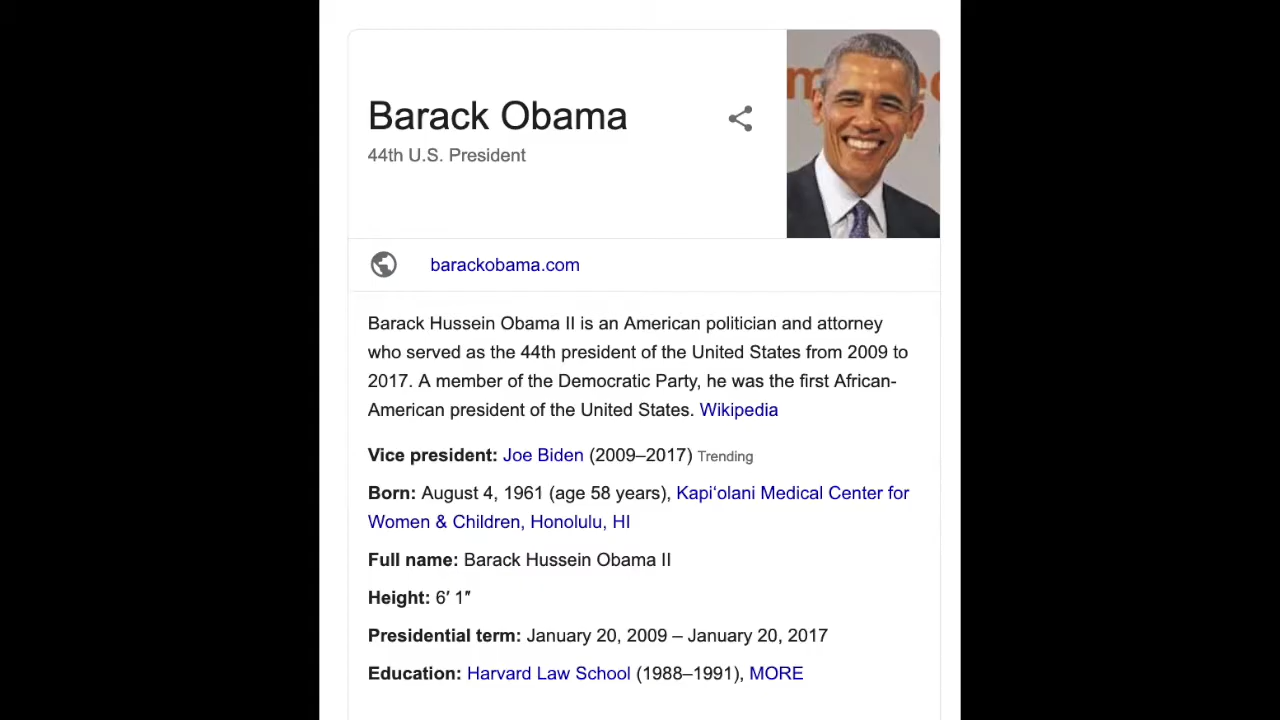 Barack Obama
44th U.S. President
barackobama.com
Barack Hussein Obama II is an American politician and attorney
who served as the 44th president of the United States from 2009 to
2017. A member of the Democratic Party, he was the first African-
American president of the United States. Wikipedia
Vice president: Joe Biden (2009–2017) Trending
Born: August 4, 1961 (age 58 years), Kapiʻolani Medical Center for
Women & Children, Honolulu, HI
Full name: Barack Hussein Obama II
Height: 6′ 1″
Presidential term: January 20, 2009 – January 20, 2017
Education: Harvard Law School (1988–1991), MORE